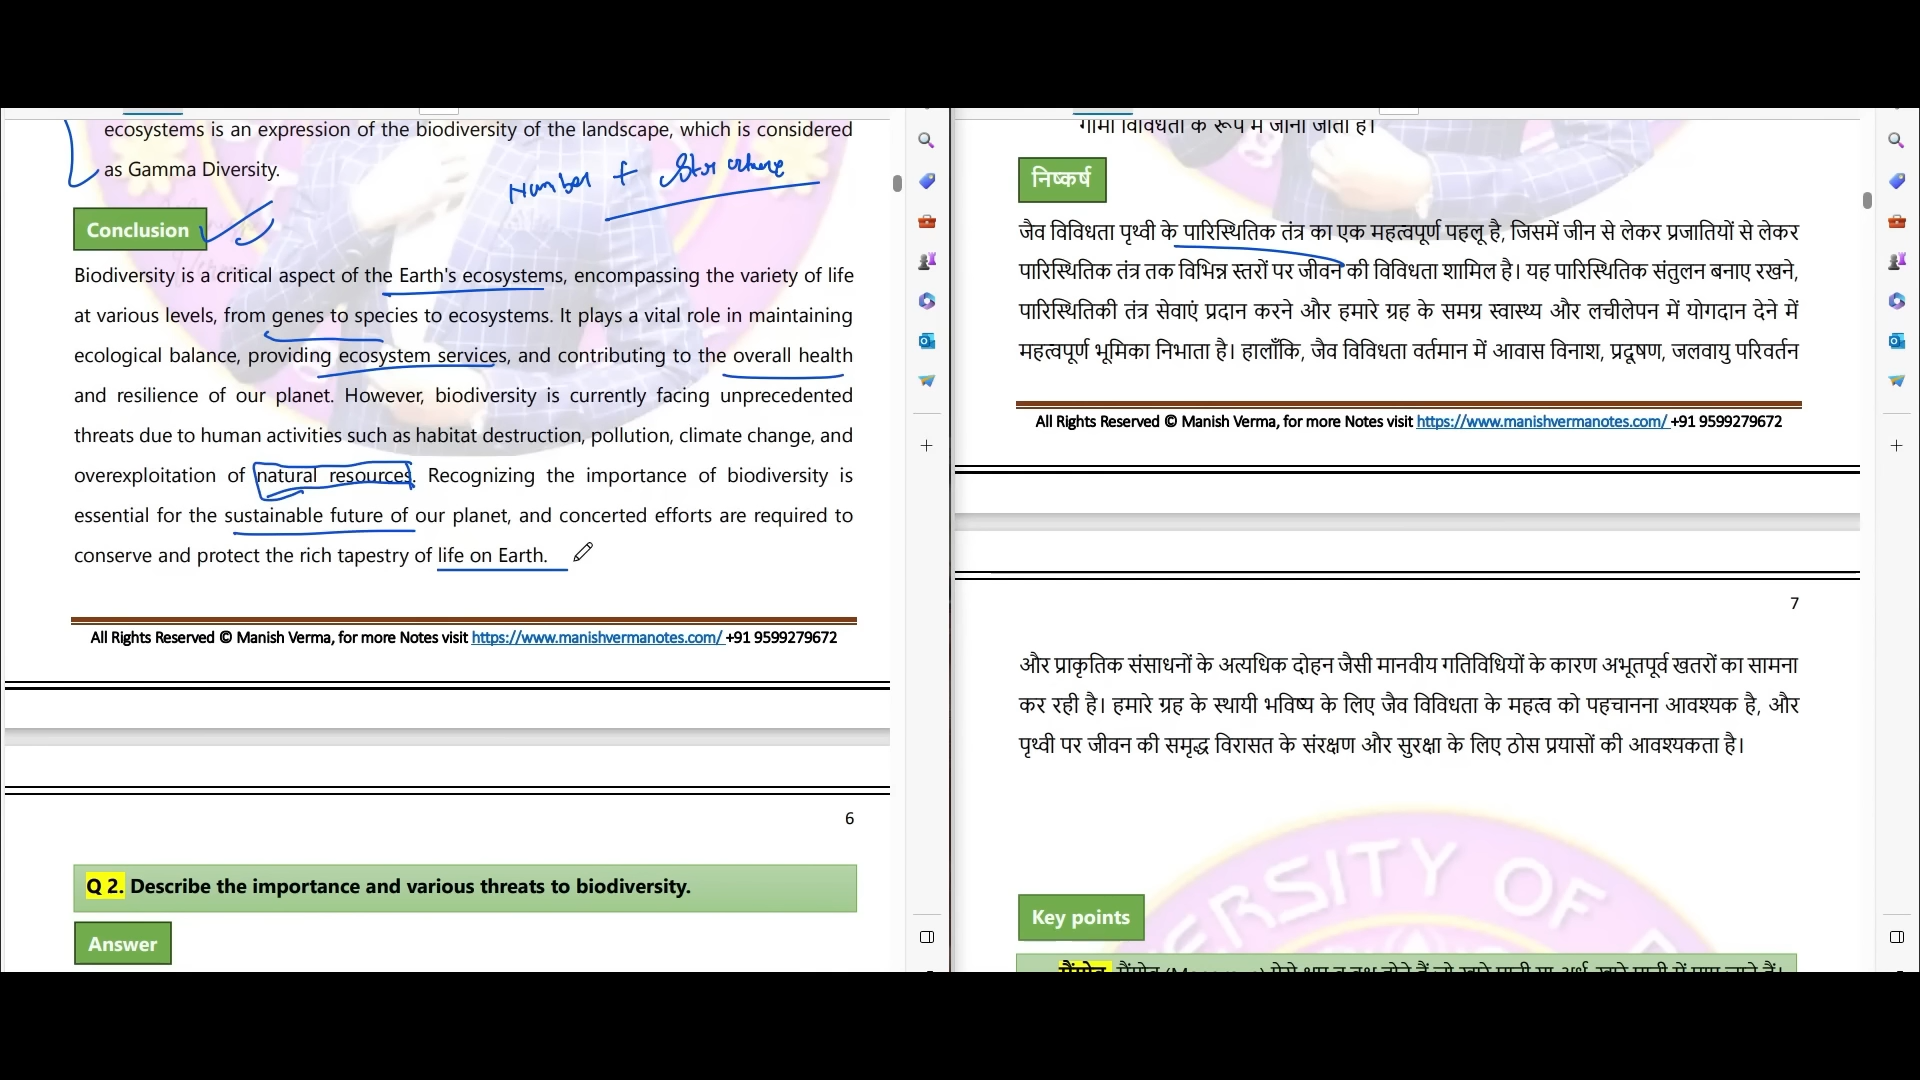 ecosystems is an expression of the biodiversity of the landscape, which is considered
as Gamma Diversity.
Number + Structure
Conclusion
Biodiversity is a critical aspect of the Earth's ecosystems, encompassing the variety of life
at various levels, from genes to species to ecosystems. It plays a vital role in maintaining
ecological balance, providing ecosystem services, and contributing to the overall health
and resilience of our planet. However, biodiversity is currently facing unprecedented
threats due to human activities such as habitat destruction, pollution, climate change, and
overexploitation of natural resources. Recognizing the importance of biodiversity is
essential for the sustainable future of our planet, and concerted efforts are required to
conserve and protect the rich tapestry of life on Earth.
All Rights Reserved © Manish Verma, for more Notes visit https://www.manishvermanotes.com/ +91 9599279672
6
Q 2. Describe the importance and various threats to biodiversity.
Answer
गामा विविधता के रूप में जाना जाता है।
निष्कर्ष
जैव विविधता पृथ्वी के पारिस्थितिक तंत्र का एक महत्वपूर्ण पहलू है, जिसमें जीन से लेकर प्रजातियों से लेकर
पारिस्थितिक तंत्र तक विभिन्न स्तरों पर जीवन की विविधता शामिल है। यह पारिस्थितिक संतुलन बनाए रखने,
पारिस्थितिकी तंत्र सेवाएं प्रदान करने और हमारे ग्रह के समग्र स्वास्थ्य और लचीलेपन में योगदान देने में
महत्वपूर्ण भूमिका निभाता है। हालाँकि, जैव विविधता वर्तमान में आवास विनाश, प्रदूषण, जलवायु परिवर्तन
All Rights Reserved © Manish Verma, for more Notes visit https://www.manishvermanotes.com/ +91 9599279672
7
और प्राकृतिक संसाधनों के अत्यधिक दोहन जैसी मानवीय गतिविधियों के कारण अभूतपूर्व खतरों का सामना
कर रही है। हमारे ग्रह के स्थायी भविष्य के लिए जैव विविधता के महत्व को पहचानना आवश्यक है, और
पृथ्वी पर जीवन की समृद्ध विरासत के संरक्षण और सुरक्षा के लिए ठोस प्रयासों की आवश्यकता है।
ERSITY OF
Key points